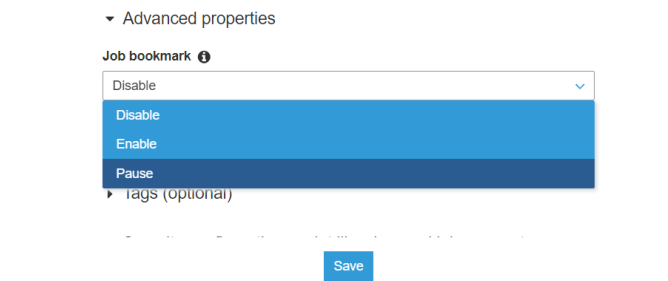 Advanced properties
Job bookmark
Disable
Disable
Enable
Pause
Tags (optional)
Save